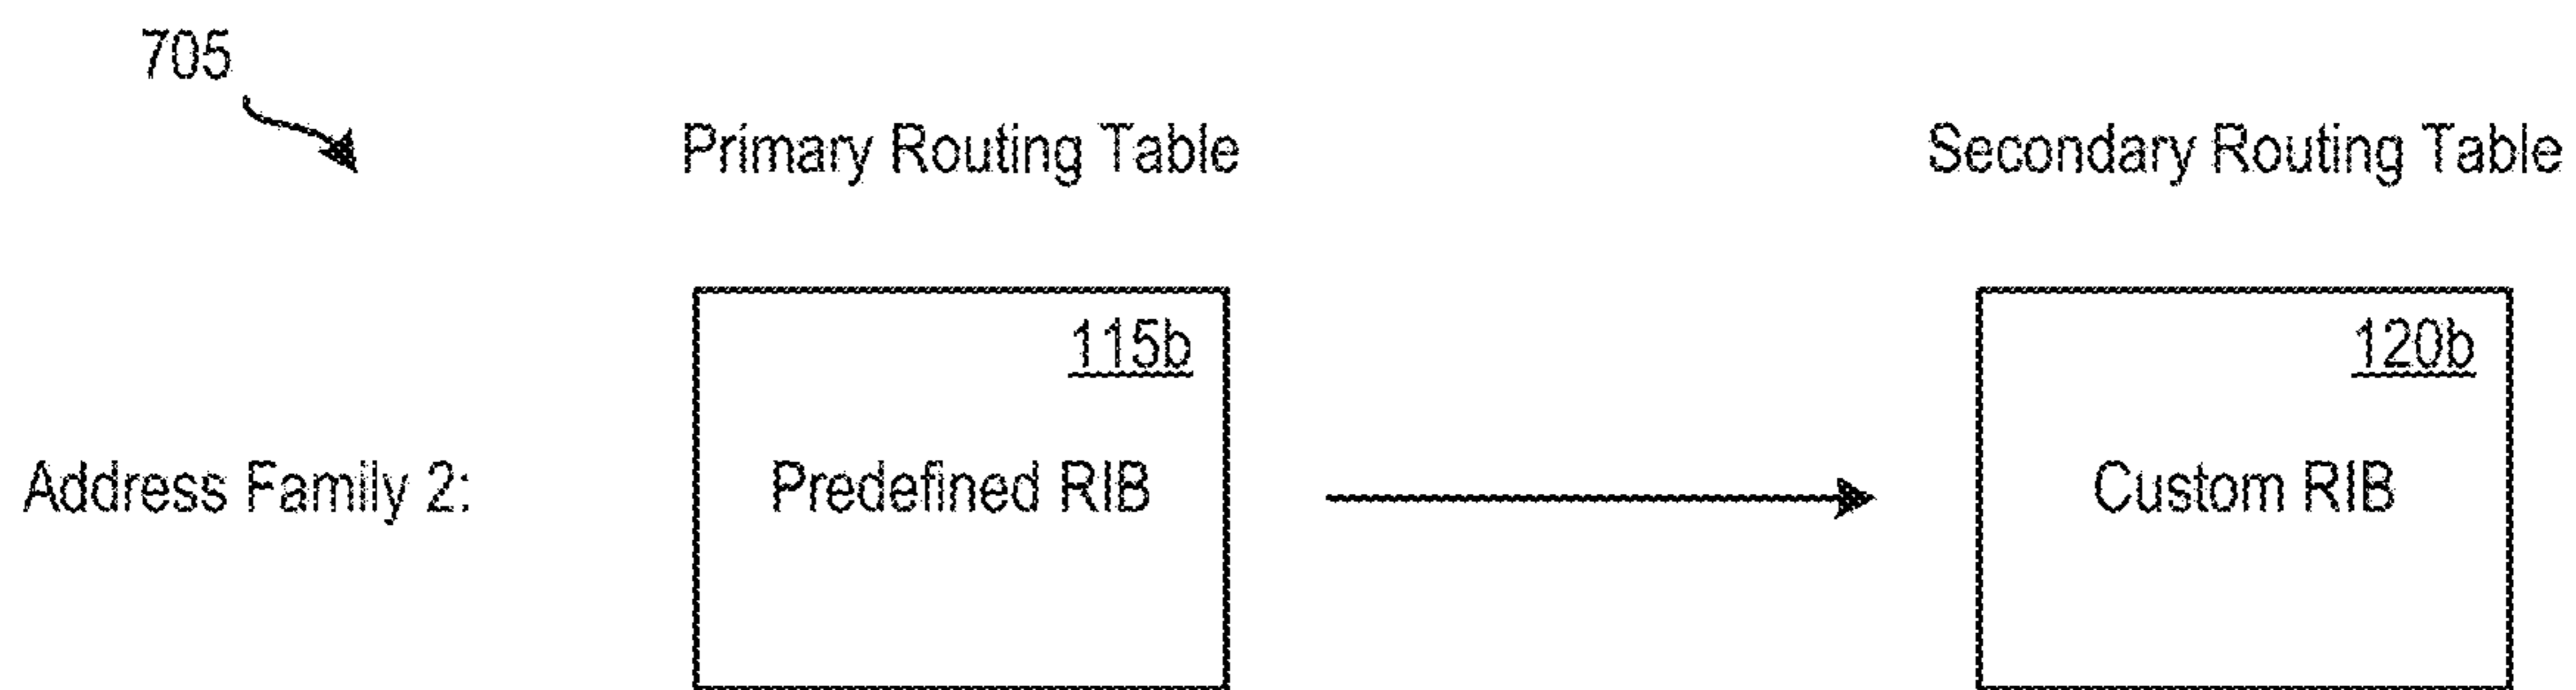 705
Primary Routing Table
Secondary Routing Table
115b
120b
Address Family 2:
Predefined RIB
Custom RIB